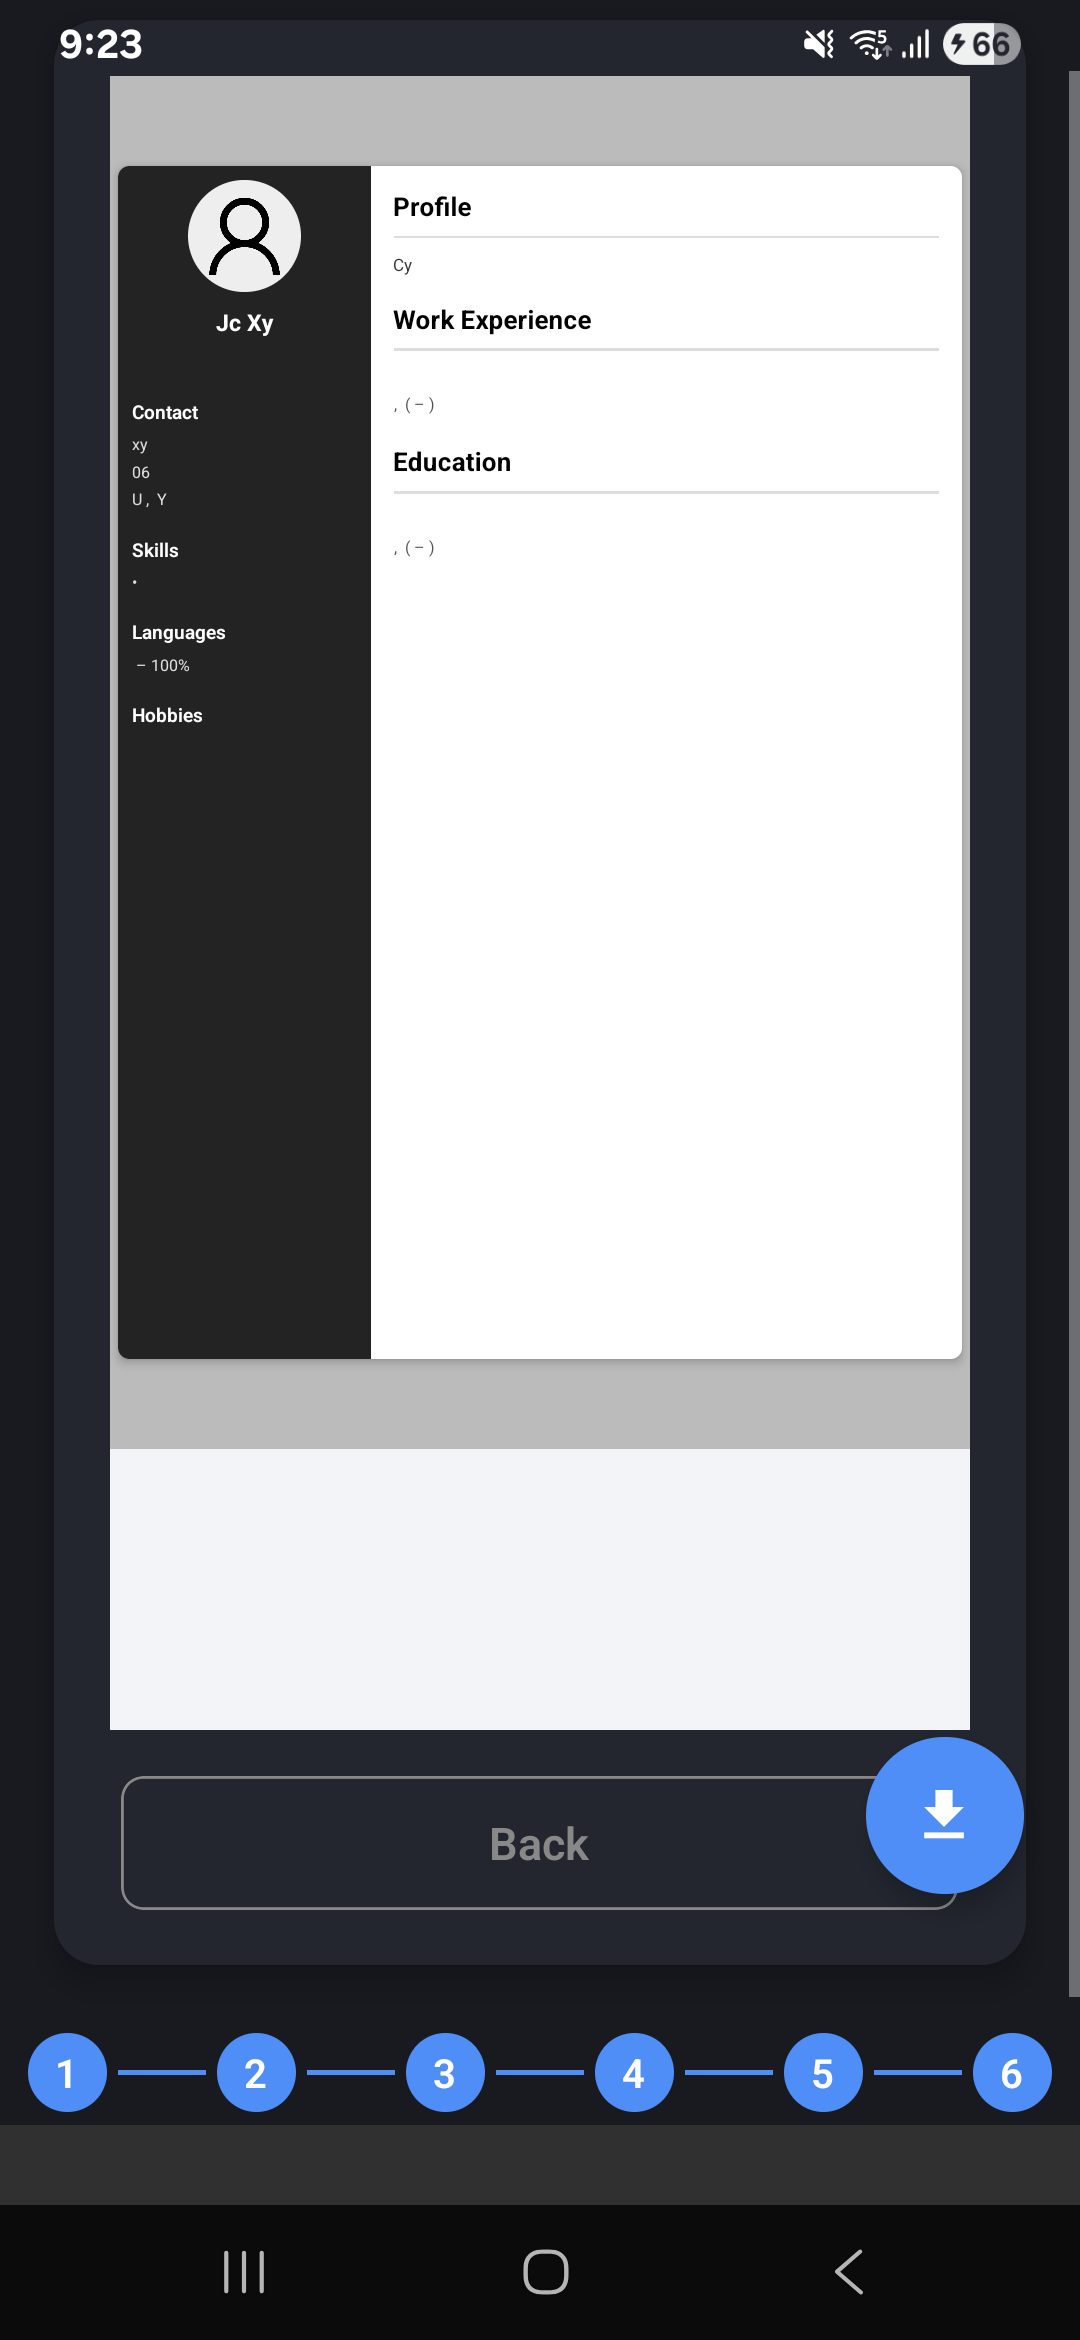 9:23
5
66
Jc Xy
Contact
xy
06
U , Y
Skills
•
Languages
– 100%
Hobbies
Profile
Cy
Work Experience
, ( – )
Education
, ( – )
Back
1
2
3
4
5
6